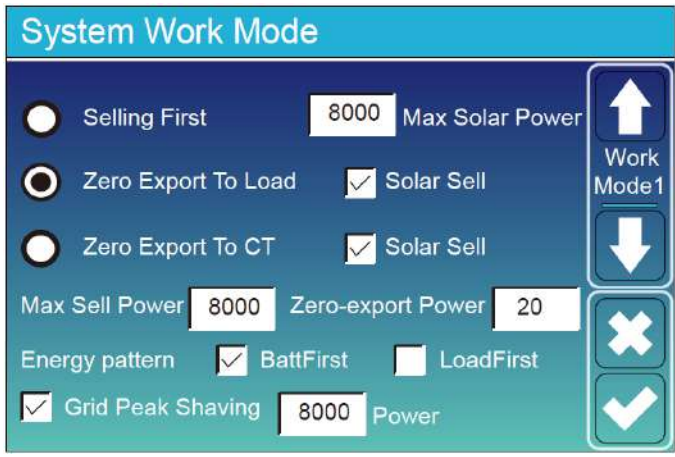 System Work Mode
Selling First 8000 Max Solar Power
Zero Export To Load Solar Sell
Zero Export To CT Solar Sell
Max Sell Power 8000 Zero-export Power 20
Energy pattern BattFirst LoadFirst
Grid Peak Shaving 8000 Power
Work
Mode1